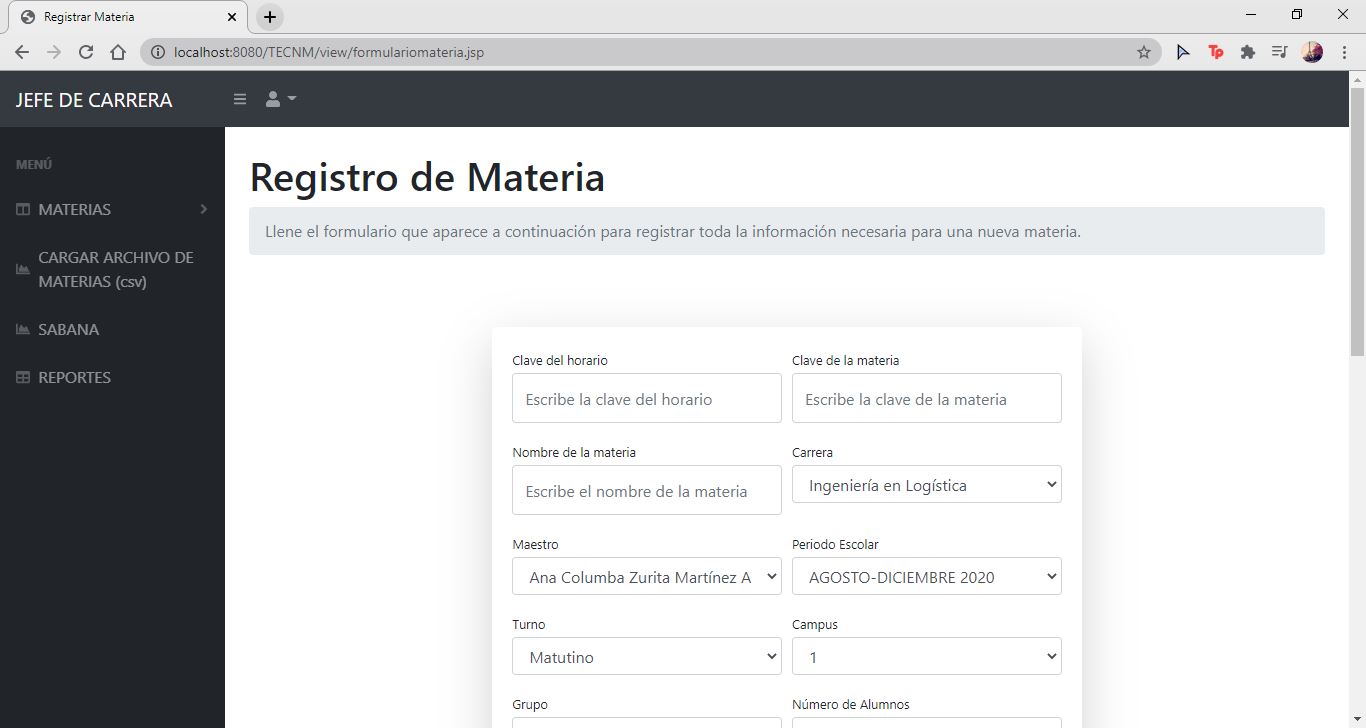 Registrar Materia
localhost:8080/TECNM/view/formulariomateria.jsp
JEFE DE CARRERA
MENÚ
MATERIAS
CARGAR ARCHIVO DE
MATERIAS (csv)
SABANA
REPORTES
Registro de Materia
Llene el formulario que aparece a continuación para registrar toda la información necesaria para una nueva materia.
Clave del horario
Escribe la clave del horario
Clave de la materia
Escribe la clave de la materia
Nombre de la materia
Escribe el nombre de la materia
Carrera
Ingeniería en Logística
Maestro
Ana Columba Zurita Martínez A
Periodo Escolar
AGOSTO-DICIEMBRE 2020
Turno
Matutino
Campus
1
Grupo
Número de Alumnos